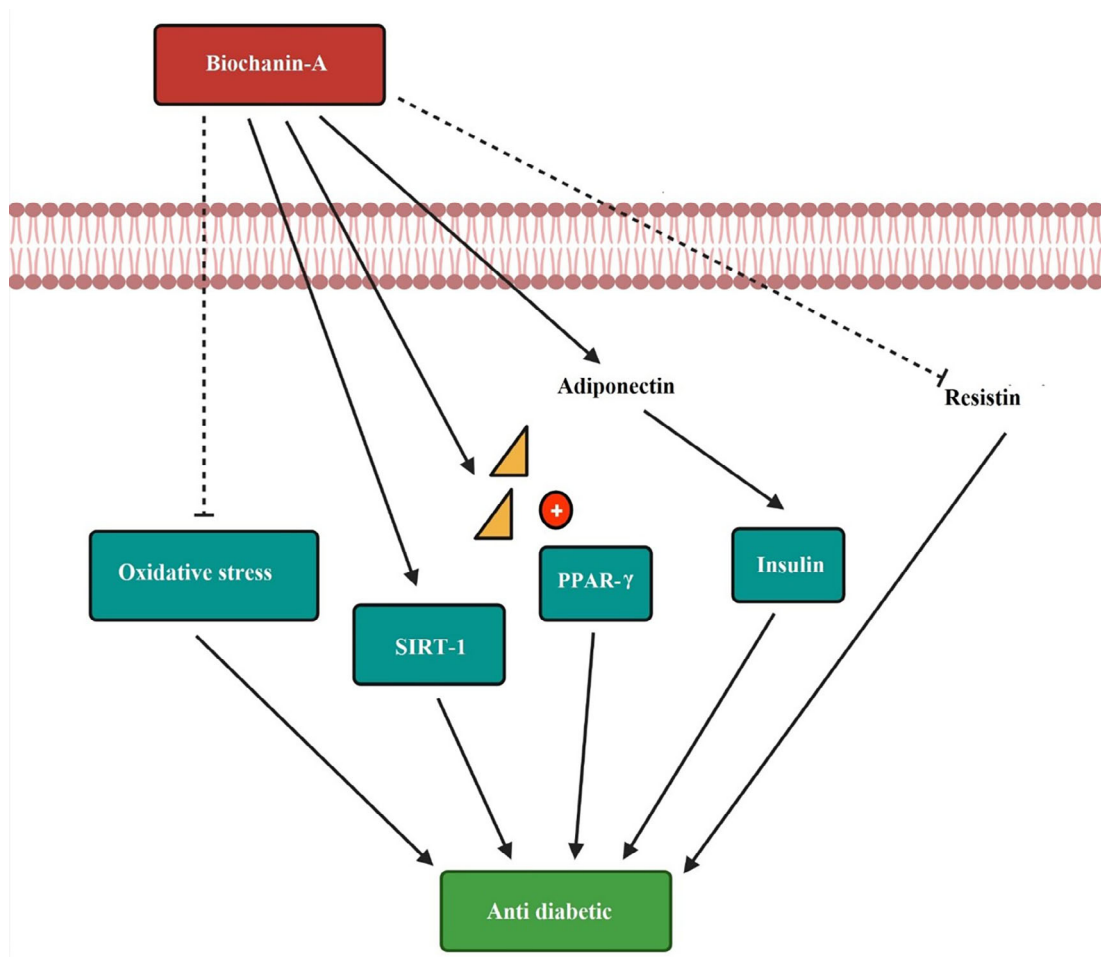 Biochanin-A
Adiponectin
Resistin
+
Oxidative stress
PPAR-γ
Insulin
SIRT-1
Anti diabetic